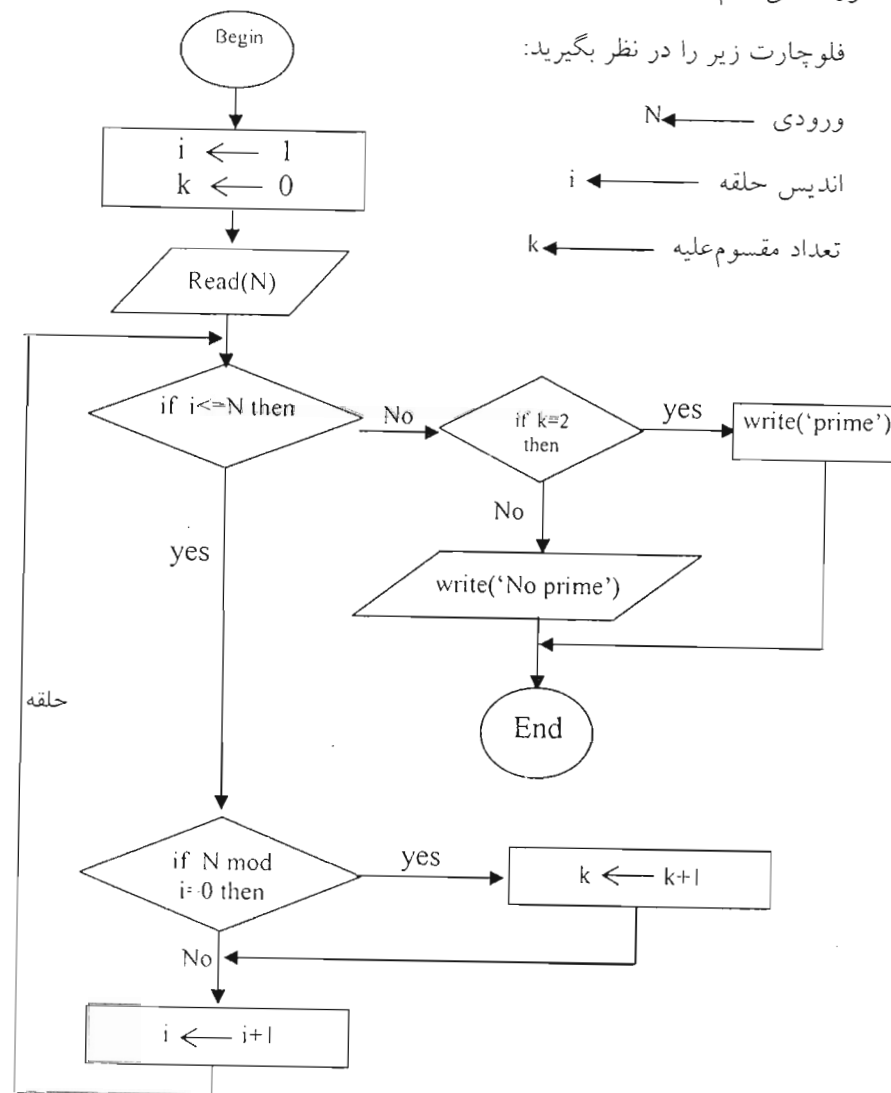 فلوچارت زیر را در نظر بگیرید:
ورودی ← N
اندیس حلقه ← i
تعداد مقسوم‌علیه ← k
Begin
i ← 1
k ← 0
Read(N)
if i<=N then
No
if k=2
then
yes
write('prime')
No
write('No prime')
End
yes
حلقه
if N mod
i=0 then
yes
k ← k+1
No
i ← i+1